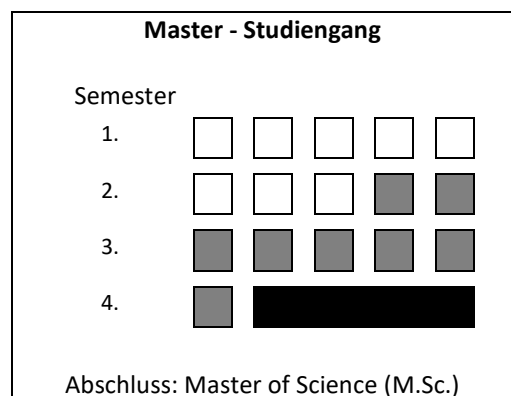 Master - Studiengang
Semester
1.
2.
3.
4.
Abschluss: Master of Science (M.Sc.)